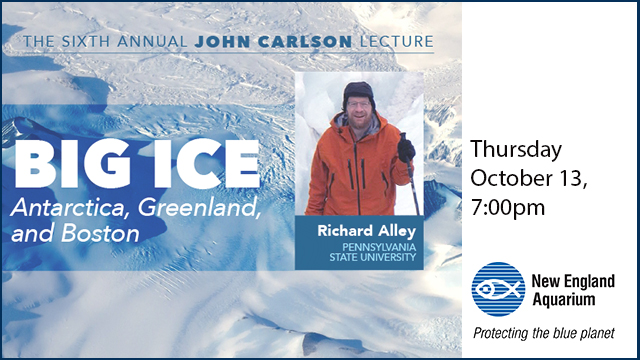 THE SIXTH ANNUAL JOHN CARLSON LECTURE
BIG ICE
Antarctica, Greenland,
and Boston
Richard Alley
PENNSYLVANIA
STATE UNIVERSITY
Thursday
October 13,
7:00pm
New England
Aquarium
Protecting the blue planet